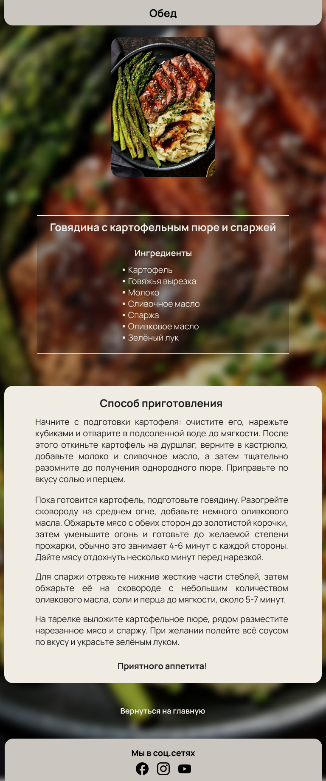 Обед
Говядина с картофельным пюре и спаржей
Ингредиенты
• Картофель
• Говяжья вырезка
• Молоко
• Сливочное масло
• Спаржа
• Оливковое масло
• Зелёный лук
Способ приготовления
Начните с подготовки картофеля: очистите его, нарежьте
кубиками и отварите в подсоленной воде до мягкости. После
этого откиньте картофель на дуршлаг, верните в кастрюлю,
добавьте молоко и сливочное масло, а затем тщательно
разомните до получения однородного пюре. Приправьте по
вкусу солью и перцем.
Пока готовится картофель, подготовьте говядину. Разогрейте
сковороду на среднем огне, добавьте немного оливкового
масла. Обжарьте мясо с обеих сторон до золотистой корочки,
затем уменьшите огонь и готовьте до желаемой степени
прожарки, обычно это занимает 4-6 минут с каждой стороны.
Дайте мясу отдохнуть несколько минут перед нарезкой.
Для спаржи отрежьте нижние жесткие части стеблей, затем
обжарьте её на сковороде с небольшим количеством
оливкового масла, соли и перца до мягкости, около 5-7 минут.
На тарелке выложите картофельное пюре, рядом разместите
нарезанное мясо и спаржу. При желании полейте всё соусом
по вкусу и украсьте зелёным луком.
Приятного аппетита!
Вернуться на главную
Мы в соц.сетях